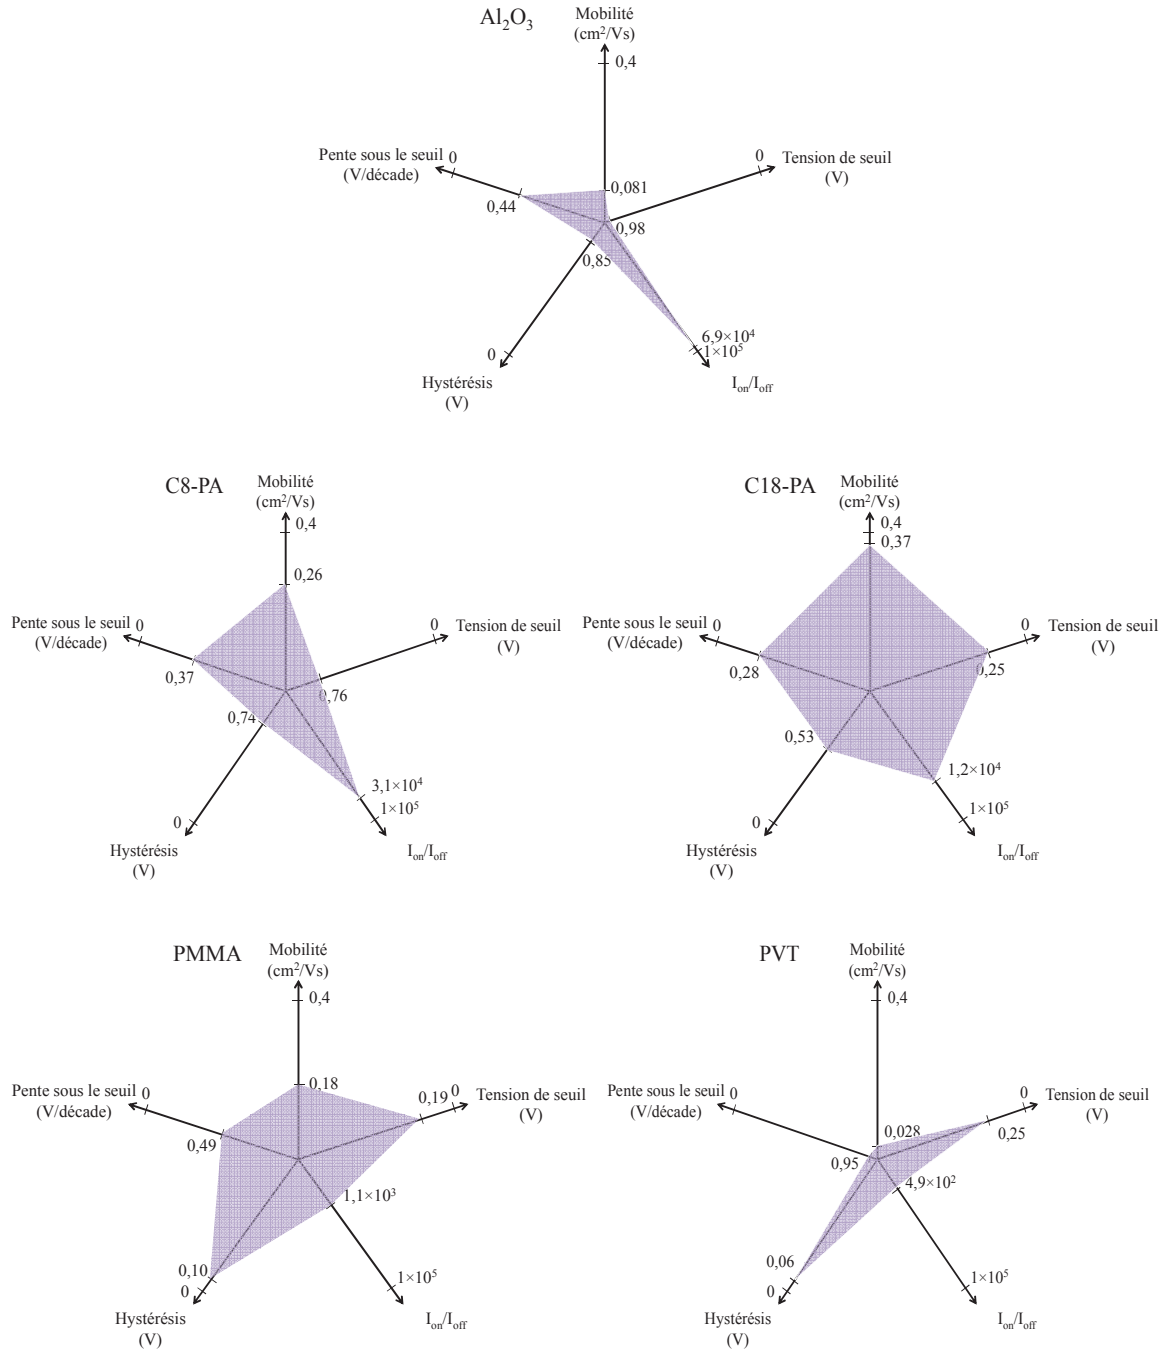 Al₂O₃
Mobilité
(cm²/Vs)
0,4
Pente sous le seuil
(V/décade)
0
0
Tension de seuil
(V)
0,44
0,081
0,98
0,85
6,9×10⁴
1×10⁵
0
Hystérésis
(V)
Iₒₙ/Iₒff
C8-PA
Mobilité
(cm²/Vs)
0,4
0,26
Pente sous le seuil
(V/décade)
0
0
Tension de seuil
(V)
0,37
0,76
0,74
3,1×10⁴
1×10⁵
0
Hystérésis
(V)
Iₒₙ/Iₒff
C18-PA
Mobilité
(cm²/Vs)
0,4
0,37
Pente sous le seuil
(V/décade)
0
0
Tension de seuil
(V)
0,28
0,25
0,53
1,2×10⁴
1×10⁵
0
Hystérésis
(V)
Iₒₙ/Iₒff
PMMA
Mobilité
(cm²/Vs)
0,4
0,18
Pente sous le seuil
(V/décade)
0
0,19
0
Tension de seuil
(V)
0,49
1,1×10³
0,10
0
1×10⁵
Hystérésis
(V)
Iₒₙ/Iₒff
PVT
Mobilité
(cm²/Vs)
0,4
Pente sous le seuil
(V/décade)
0
0
Tension de seuil
(V)
0,028
0,25
0,95
4,9×10²
0,06
0
1×10⁵
Hystérésis
(V)
Iₒₙ/Iₒff